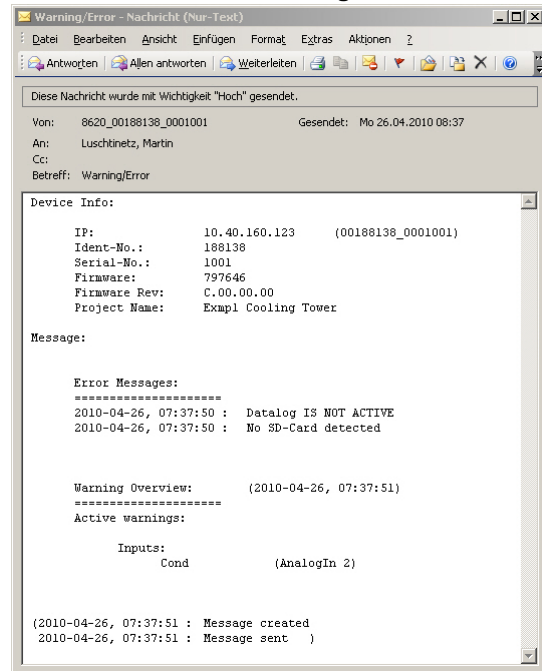 Warning/Error - Nachricht (Nur-Text)
Datei Bearbeiten Ansicht Einfügen Format Extras Aktionen ?
Antworten Allen antworten Weiterleiten
Diese Nachricht wurde mit Wichtigkeit "Hoch" gesendet.
Von: 8620_00188138_0001001 Gesendet: Mo 26.04.2010 08:37
An: Luschtinetz, Martin
Cc:
Betreff: Warning/Error
Device Info:
IP: 10.40.160.123 (00188138_0001001)
Ident-No.: 188138
Serial-No.: 1001
Firmware: 797646
Firmware Rev: C.00.00.00
Project Name: Exmpl Cooling Tower
Message:
Error Messages:
=====================
2010-04-26, 07:37:50 : Datalog IS NOT ACTIVE
2010-04-26, 07:37:50 : No SD-Card detected
Warning Overview: (2010-04-26, 07:37:51)
=====================
Active warnings:
Inputs:
Cond (AnalogIn 2)
(2010-04-26, 07:37:51 : Message created
2010-04-26, 07:37:51 : Message sent )